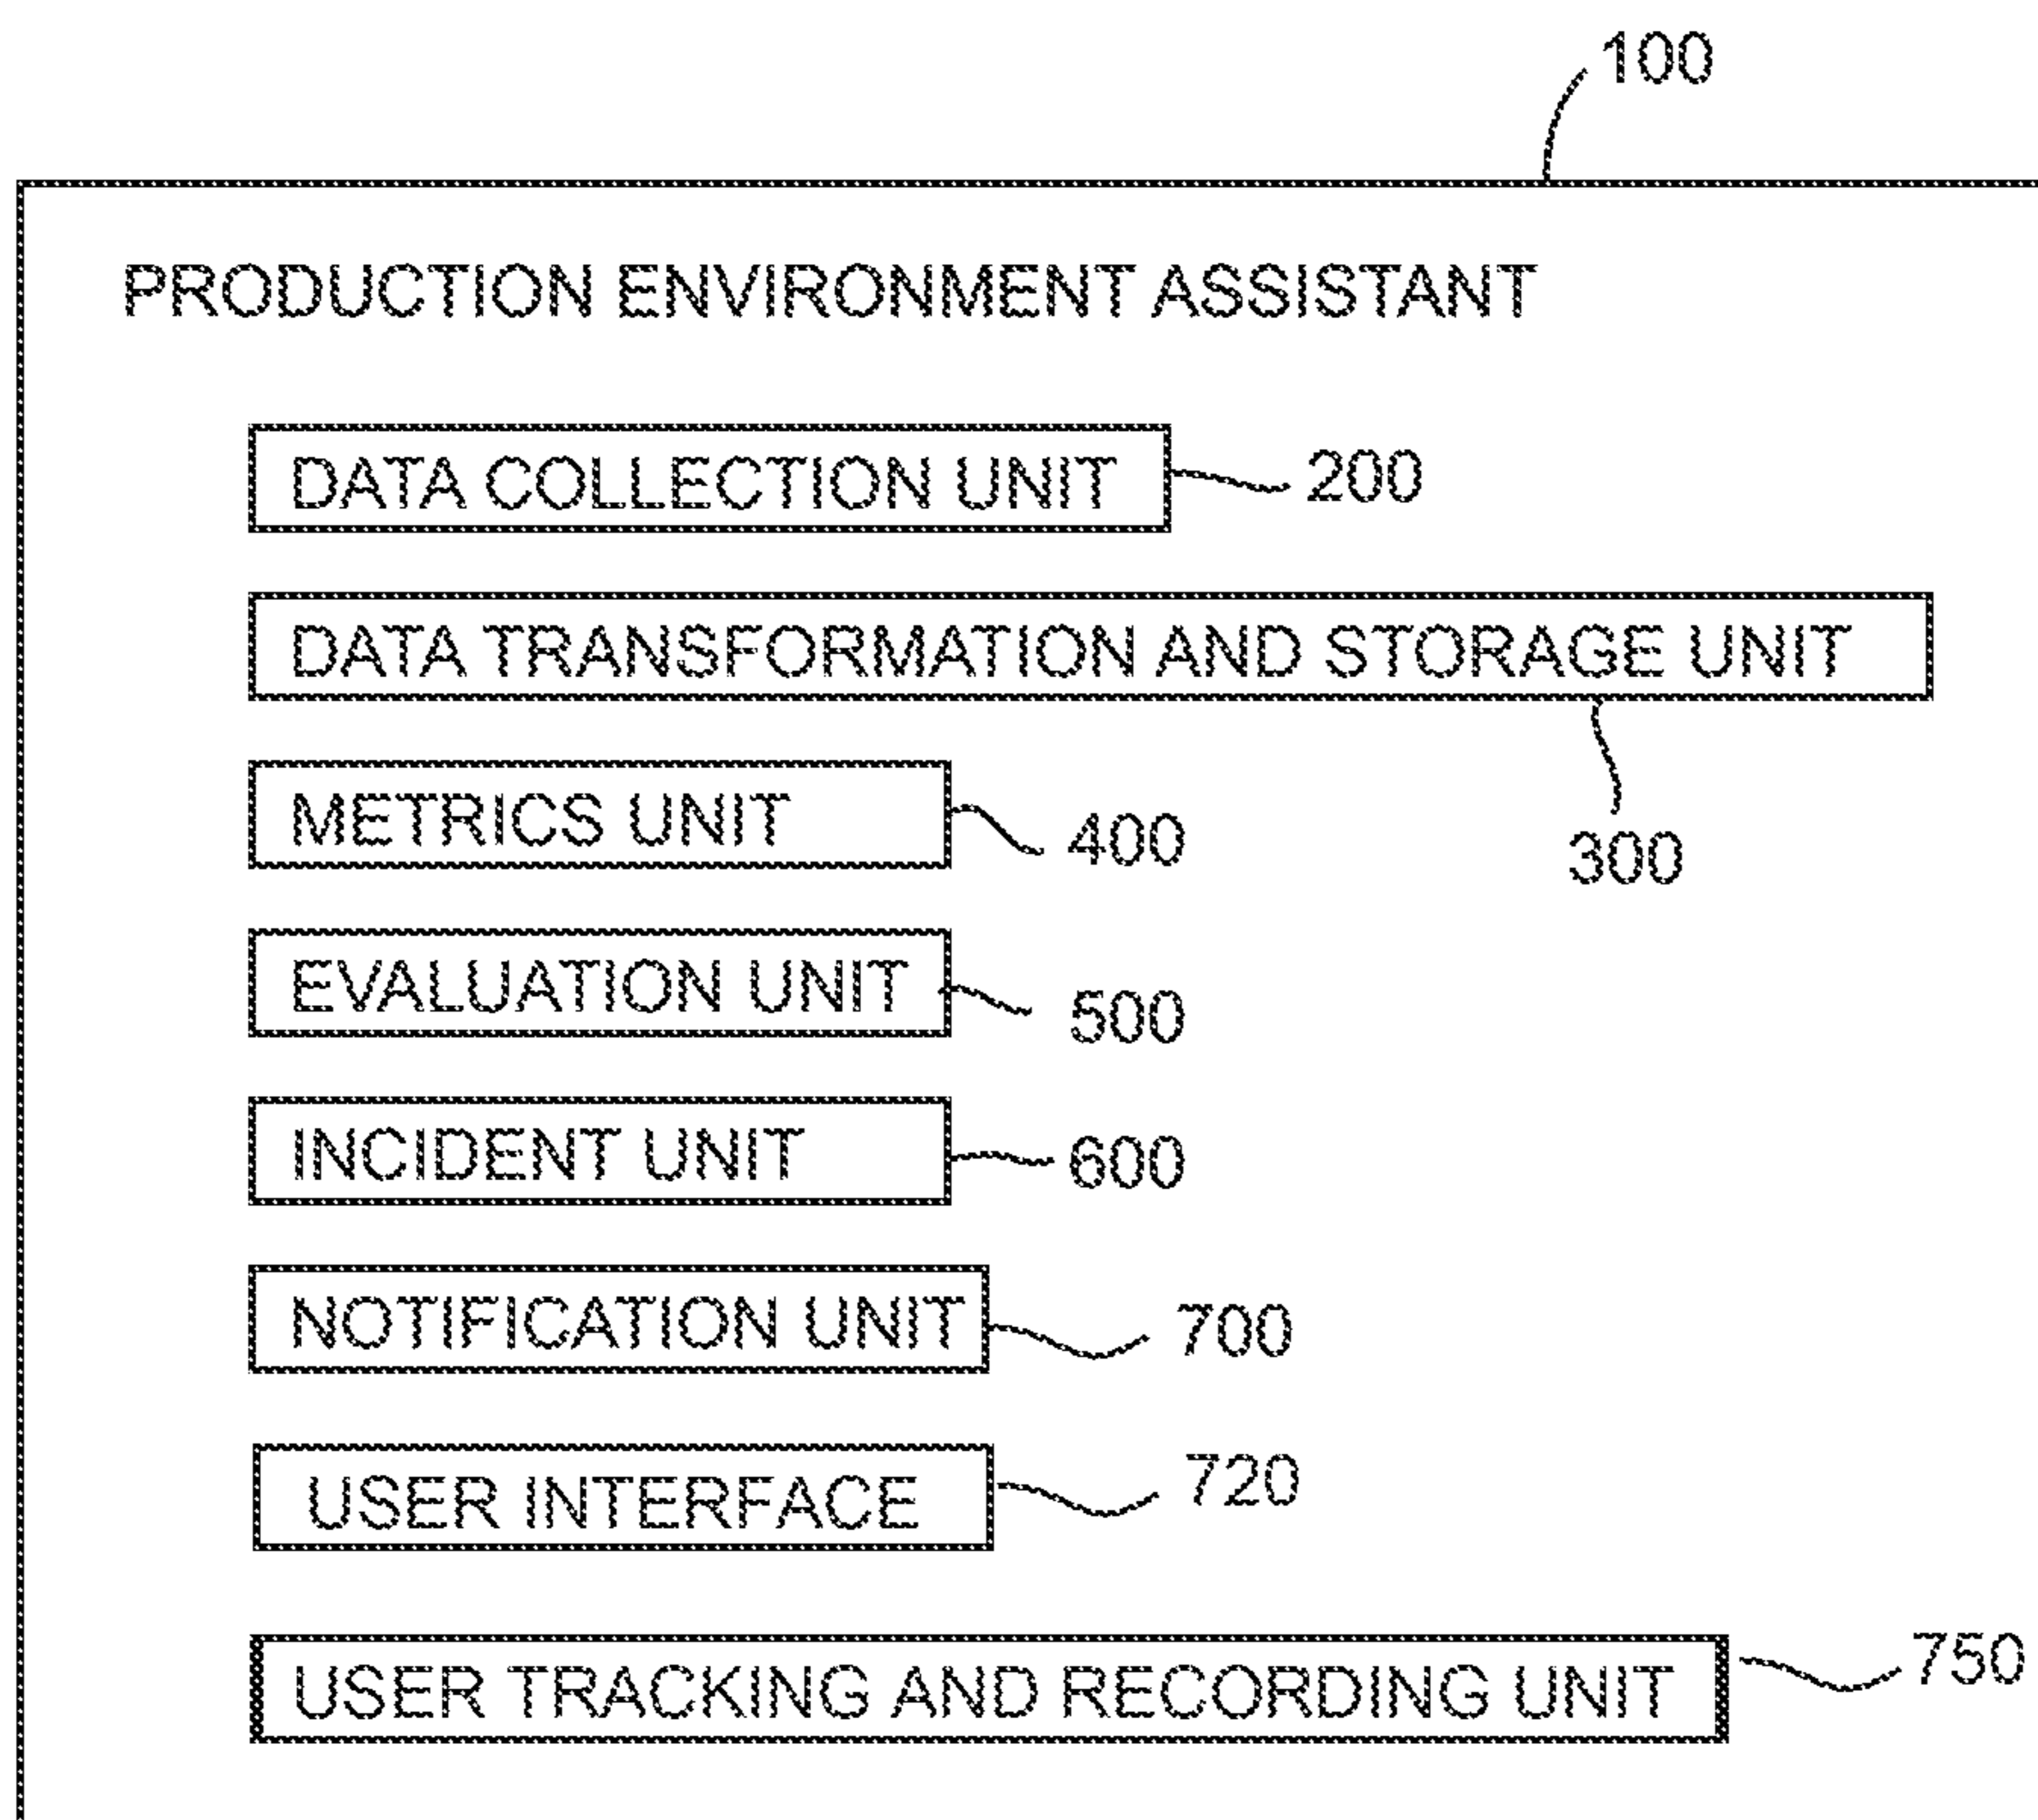 100
PRODUCTION ENVIRONMENT ASSISTANT
DATA COLLECTION UNIT
200
DATA TRANSFORMATION AND STORAGE UNIT
300
METRICS UNIT
400
EVALUATION UNIT
500
INCIDENT UNIT
600
NOTIFICATION UNIT
700
USER INTERFACE
720
USER TRACKING AND RECORDING UNIT
750